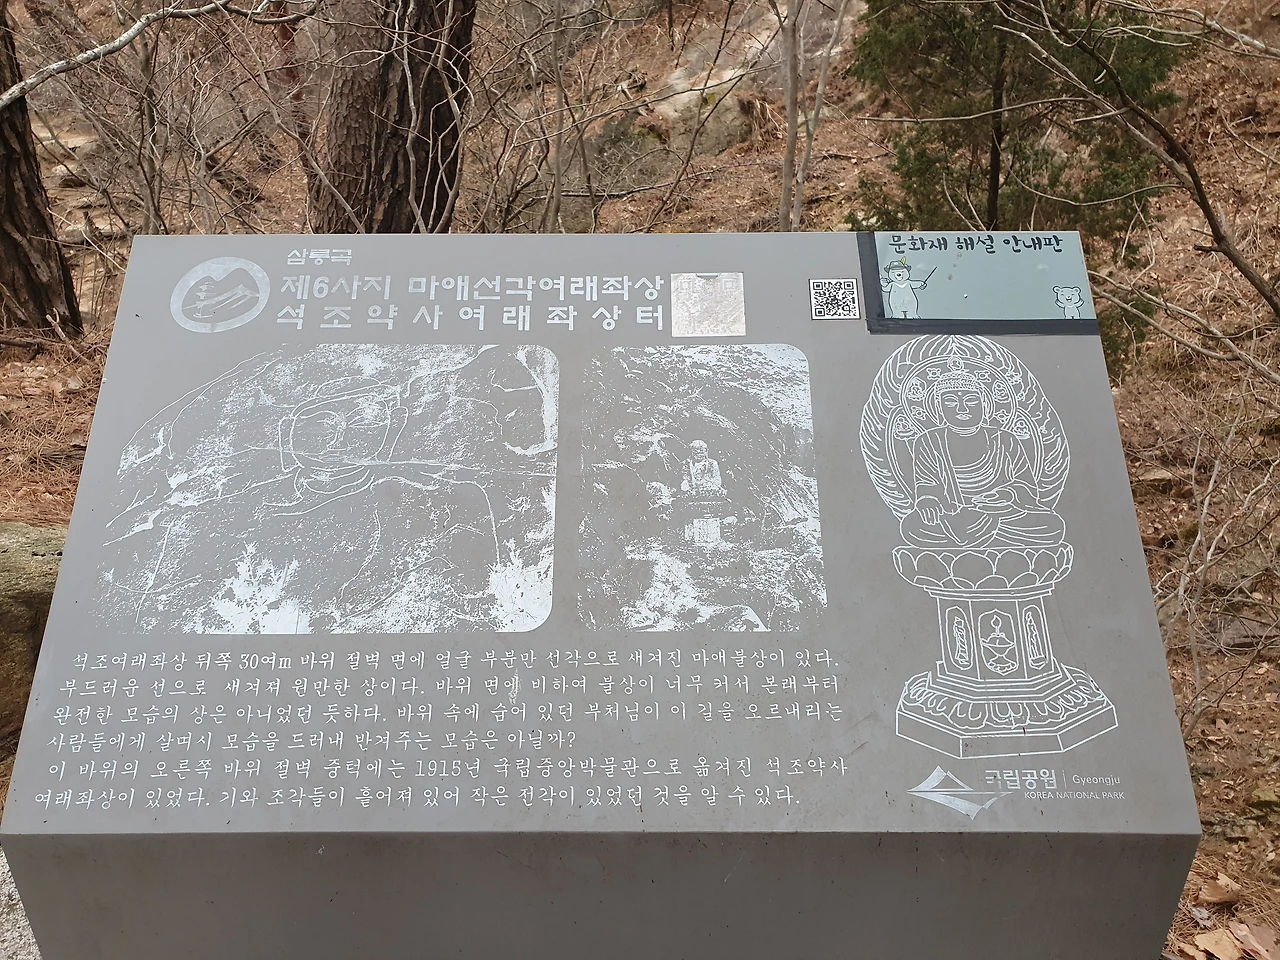 삼릉곡
제6사지 마애선각여래좌상
석조약사여래좌상터
문화재 해설 안내판
석조여래좌상 뒤쪽 30여m 바위 절벽 면에 얼굴 부분만 선각으로 새겨진 마애불상이 있다.
부드러운 선으로 새겨져 원만한 상이다. 바위 면에 비하여 불상이 너무 커서 본래부터
완전한 모습의 상은 아니었던 듯하다. 바위 속에 숨어 있던 부처님이 이 길을 오르내리는
사람들에게 살며시 모습을 드러내 반겨주는 모습은 아닐까?
이 바위의 오른쪽 바위 절벽 중턱에는 1915년 국립중앙박물관으로 옮겨진 석조약사
여래좌상이 있었다. 기와 조각들이 흩어져 있어 작은 전각이 있었던 것을 알 수 있다.
국립공원 Gyeongju
KOREA NATIONAL PARK